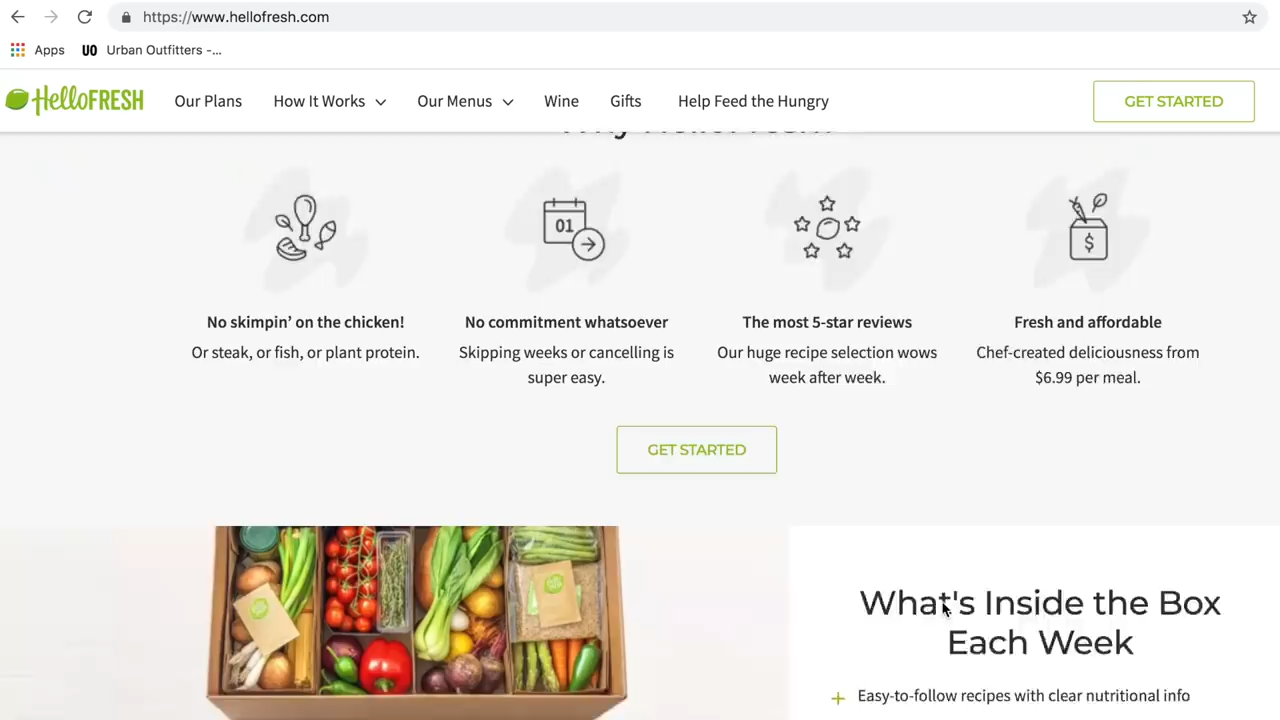 https://www.hellofresh.com
Apps
UO Urban Outfitters -...
HelloFRESH
Our Plans
How It Works
Our Menus
Wine
Gifts
Help Feed the Hungry
GET STARTED
Why HelloFresh?
01
$
No skimpin’ on the chicken!
Or steak, or fish, or plant protein.
No commitment whatsoever
Skipping weeks or cancelling is
super easy.
The most 5-star reviews
Our huge recipe selection wows
week after week.
Fresh and affordable
Chef-created deliciousness from
$6.99 per meal.
GET STARTED
What's Inside the Box
Each Week
+ Easy-to-follow recipes with clear nutritional info